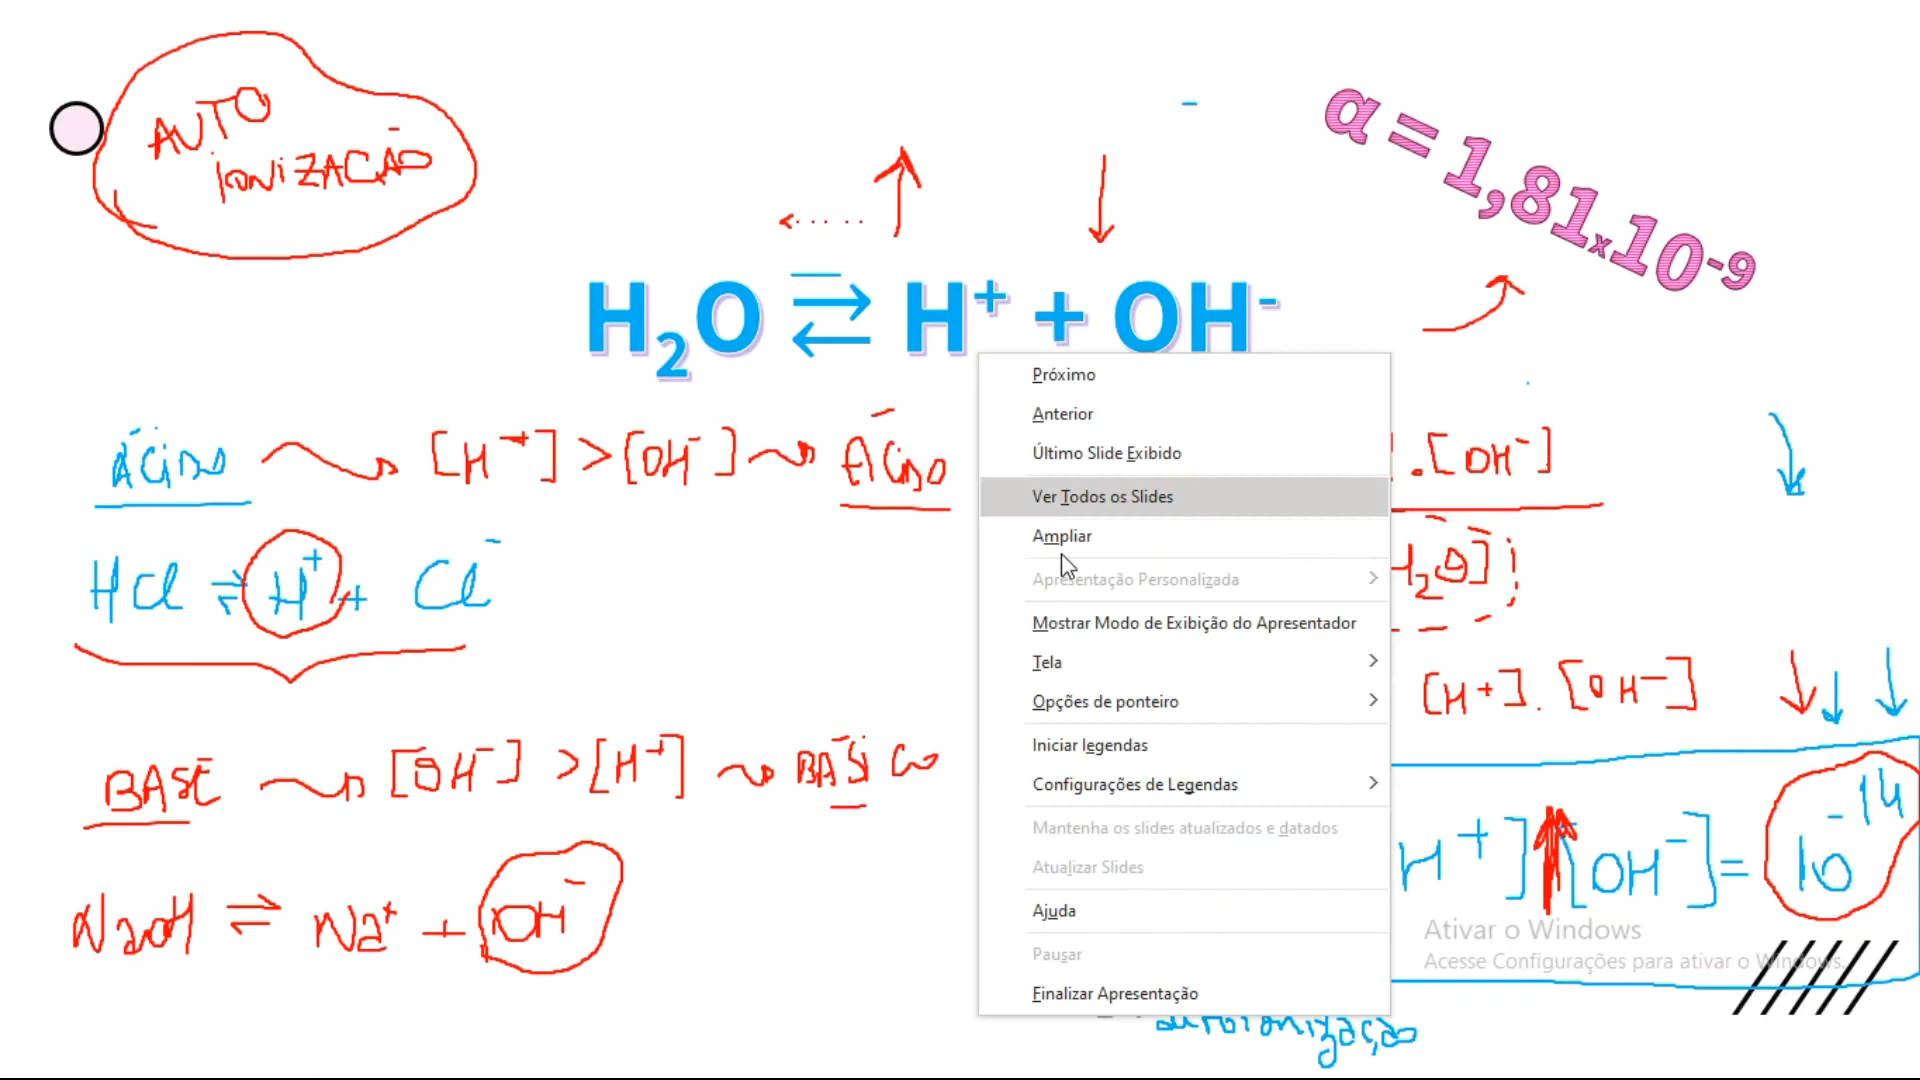 AUTO
IONIZAÇÃO
α = 1,81x10-9
H2O ⇄ H+ + OH-
ÁCIDO [H+] > [OH-] ÁCIDO
.[OH-]
HCl ⇌ H+ + Cl-
H2O]
[H+].[OH-]
BASE [OH-] > [H+] BÁSICO
H+] [OH-] = 10-14
NaOH ⇌ Na+ + OH-
autoionização
Próximo
Anterior
Último Slide Exibido
Ver Todos os Slides
Ampliar
Apresentação Personalizada
Mostrar Modo de Exibição do Apresentador
Tela
Opções de ponteiro
Iniciar legendas
Configurações de Legendas
Mantenha os slides atualizados e datados
Atualizar Slides
Ajuda
Pausar
Finalizar Apresentação
Ativar o Windows
Acesse Configurações para ativar o Windows.